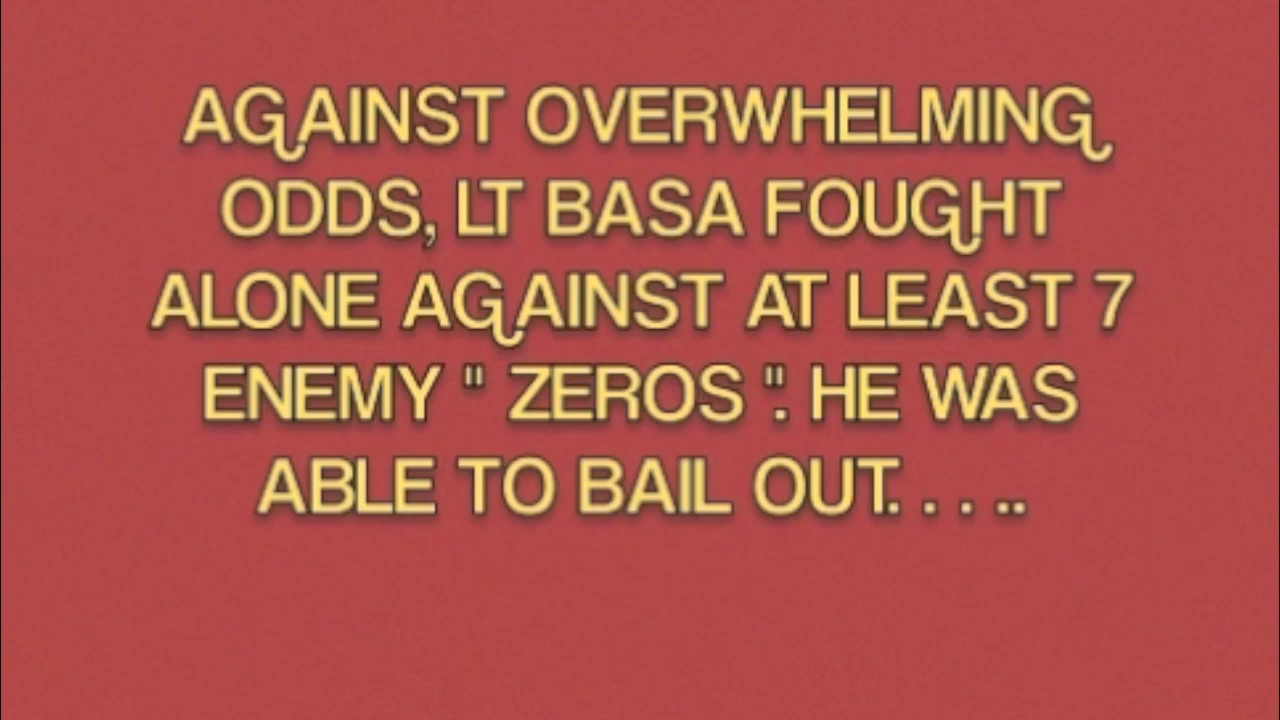 AGAINST OVERWHELMING
ODDS, LT BASA FOUGHT
ALONE AGAINST AT LEAST 7
ENEMY " ZEROS ". HE WAS
ABLE TO BAIL OUT. . . ..